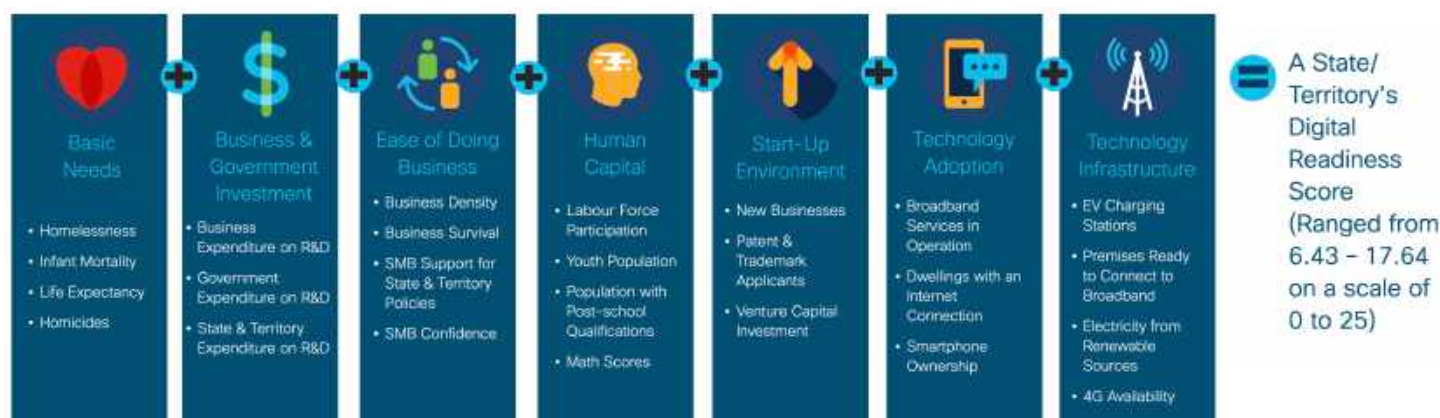 Basic
Needs
• Homelessness
• Infant Mortality
• Life Expectancy
• Homicides
Business &
Government
Investment
• Business
Expenditure on R&D
• Government
Expenditure on R&D
• State & Territory
Expenditure on R&D
Ease of Doing
Business
• Business Density
• Business Survival
• SMB Support for
State & Territory
Policies
• SMB Confidence
Human
Capital
• Labour Force
Participation
• Youth Population
• Population with
Post-school
Qualifications
• Math Scores
Start-Up
Environment
• New Businesses
• Patent &
Trademark
Applicants
• Venture Capital
Investment
Technology
Adoption
• Broadband
Services in
Operation
• Dwellings with an
Internet
Connection
• Smartphone
Ownership
Technology
Infrastructure
• EV Charging
Stations
• Premises Ready
to Connect to
Broadband
• Electricity from
Renewable
Sources
• 4G Availability
A State/
Territory's
Digital
Readiness
Score
(Ranged from
6.43 – 17.64
on a scale of
0 to 25)